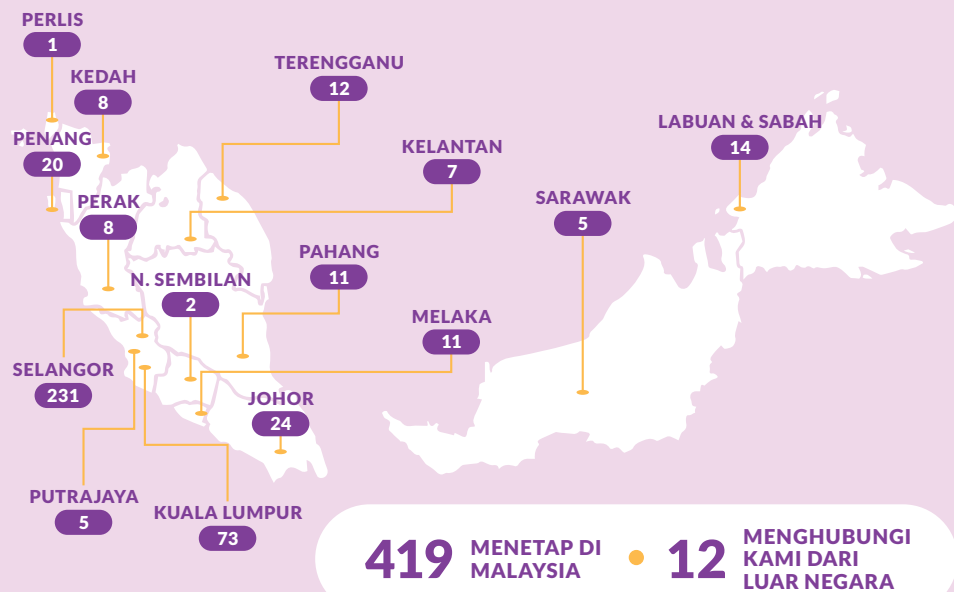 PERLIS
1
KEDAH
8
PENANG
20
PERAK
8
TERENGGANU
12
KELANTAN
7
PAHANG
11
N. SEMBILAN
2
MELAKA
11
SELANGOR
231
JOHOR
24
PUTRAJAYA
5
KUALA LUMPUR
73
LABUAN & SABAH
14
SARAWAK
5
419 MENETAP DI
MALAYSIA
12 MENGHUBUNGI
KAMI DARI
LUAR NEGARA